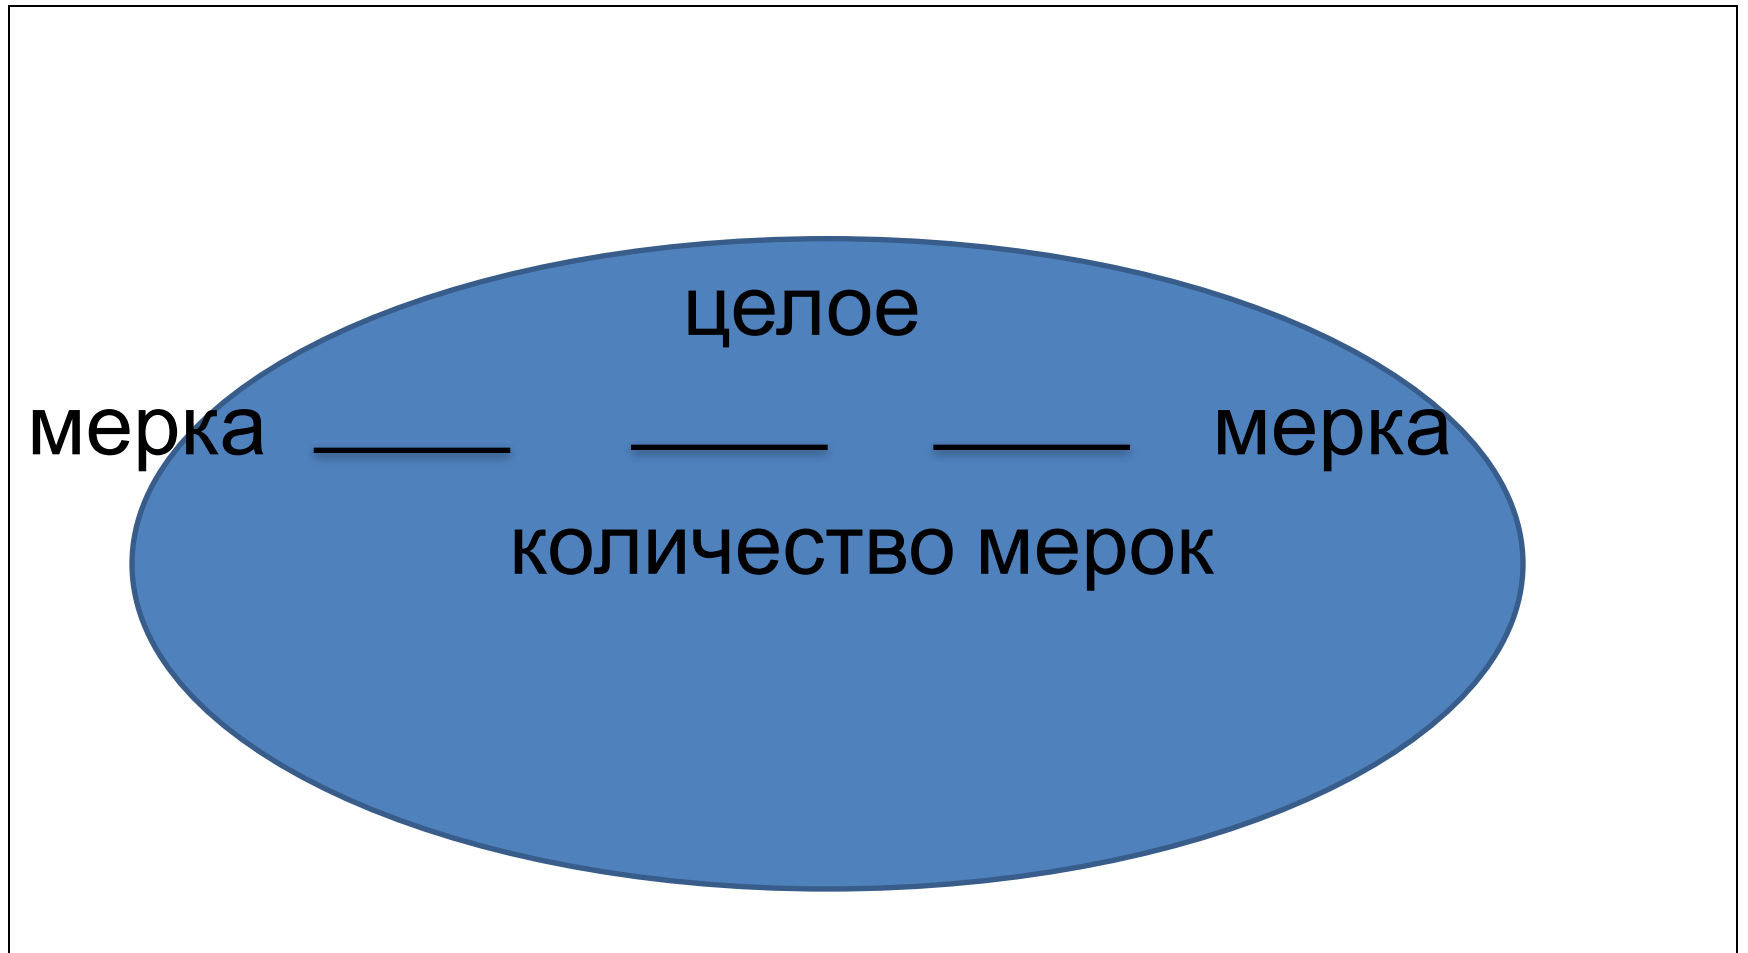 целое
мерка мерка
количество мерок